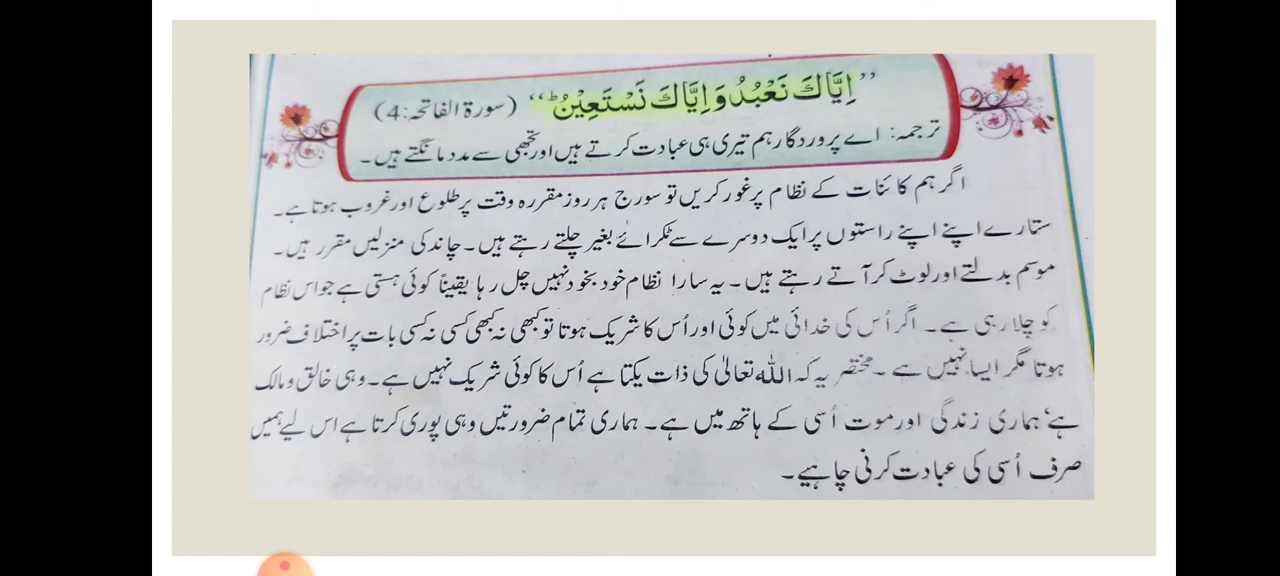 ”اِيَّاكَ نَعْبُدُ وَاِيَّاكَ نَسْتَعِيْنُ ؕ“ (سورۃ الفاتحہ:4)
ترجمہ: اے پروردگار ہم تیری ہی عبادت کرتے ہیں اور تجھی سے مدد مانگتے ہیں۔
اگر ہم کائنات کے نظام پر غور کریں تو سورج ہر روز مقررہ وقت پر طلوع اور غروب ہوتا ہے۔
ستارے اپنے اپنے راستوں پر ایک دوسرے سے ٹکرائے بغیر چلتے رہتے ہیں۔ چاند کی منزلیں مقرر ہیں۔
موسم بدلتے اور لوٹ کر آتے رہتے ہیں۔ یہ سارا نظام خود بخود نہیں چل رہا یقیناً کوئی ہستی ہے جو اس نظام
کو چلا رہی ہے۔ اگر اُس کی خدائی میں کوئی اور اُس کا شریک ہوتا تو کبھی نہ کبھی کسی نہ کسی بات پر اختلاف ضرور
ہوتا مگر ایسا نہیں ہے۔ مختصر یہ کہ اللہ تعالیٰ کی ذات یکتا ہے اُس کا کوئی شریک نہیں ہے۔ وہی خالق و مالک
ہے‘ ہماری زندگی اور موت اُسی کے ہاتھ میں ہے۔ ہماری تمام ضرورتیں وہی پوری کرتا ہے اس لیے ہمیں
صرف اُسی کی عبادت کرنی چاہیے۔